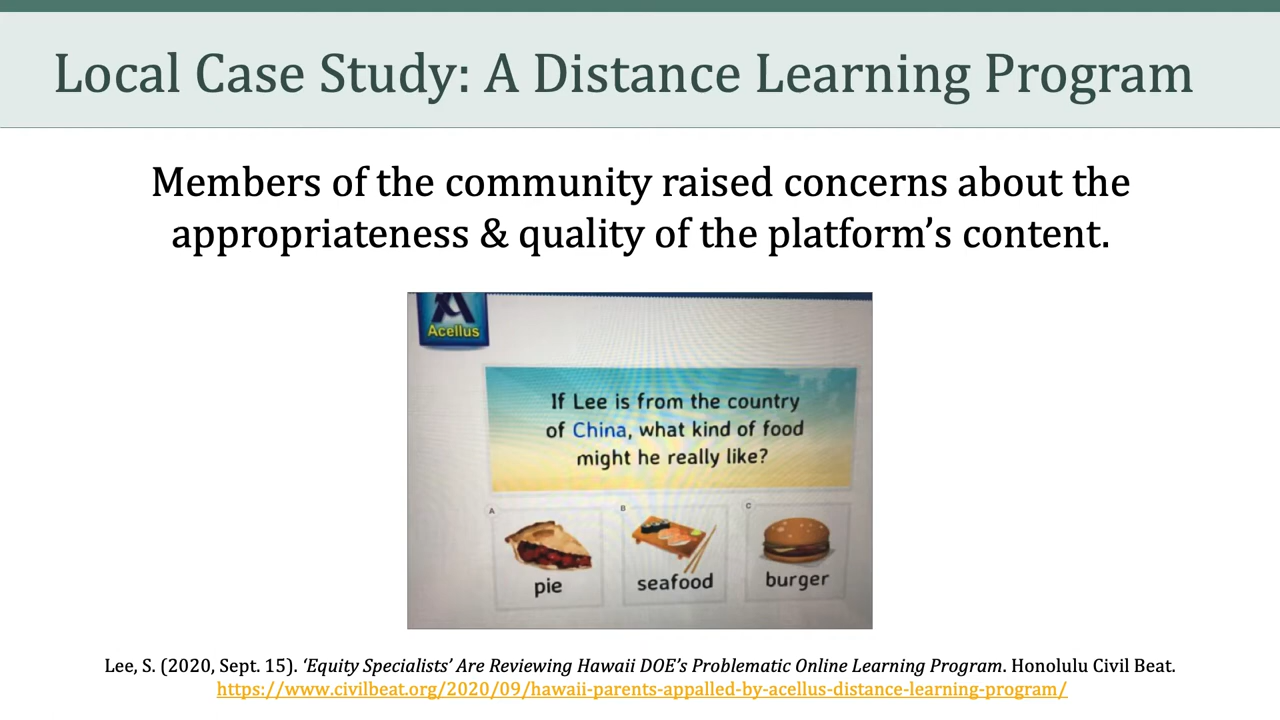 Local Case Study: A Distance Learning Program
Members of the community raised concerns about the
appropriateness & quality of the platform’s content.
A
Acellus
If Lee is from the country
of China, what kind of food
might he really like?
A
pie
B
seafood
C
burger
Lee, S. (2020, Sept. 15). ‘Equity Specialists’ Are Reviewing Hawaii DOE’s Problematic Online Learning Program. Honolulu Civil Beat.
https://www.civilbeat.org/2020/09/hawaii-parents-appalled-by-acellus-distance-learning-program/